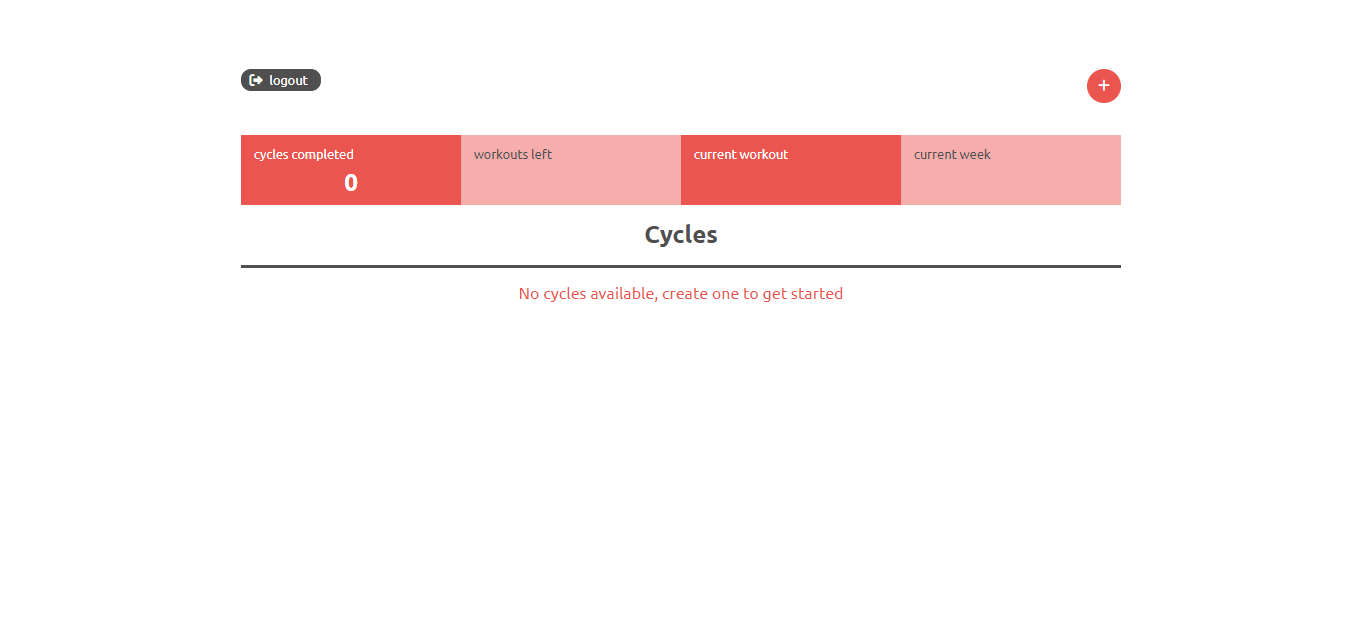 logout
+
cycles completed
0
workouts left
current workout
current week
Cycles
No cycles available, create one to get started